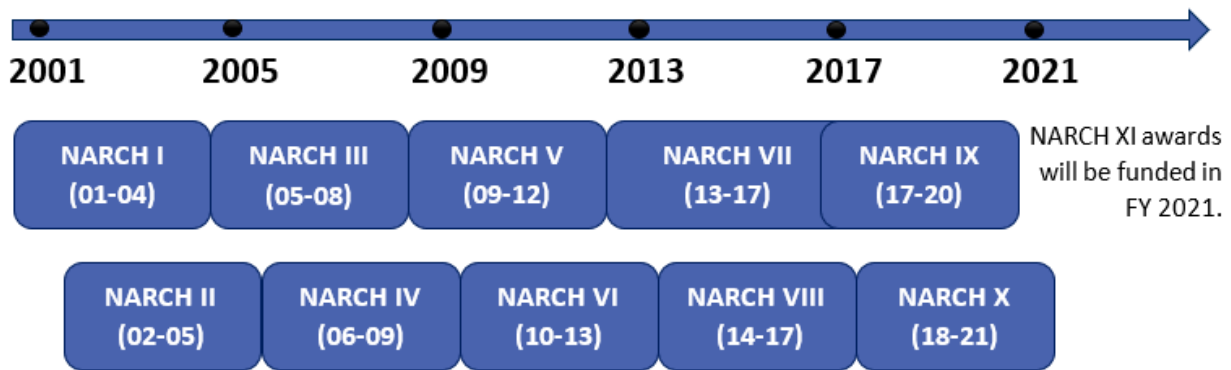 2001 2005 2009 2013 2017 2021
NARCH I
(01-04)
NARCH III
(05-08)
NARCH V
(09-12)
NARCH VII
(13-17)
NARCH IX
(17-20)
NARCH XI awards
will be funded in
FY 2021.
NARCH II
(02-05)
NARCH IV
(06-09)
NARCH VI
(10-13)
NARCH VIII
(14-17)
NARCH X
(18-21)